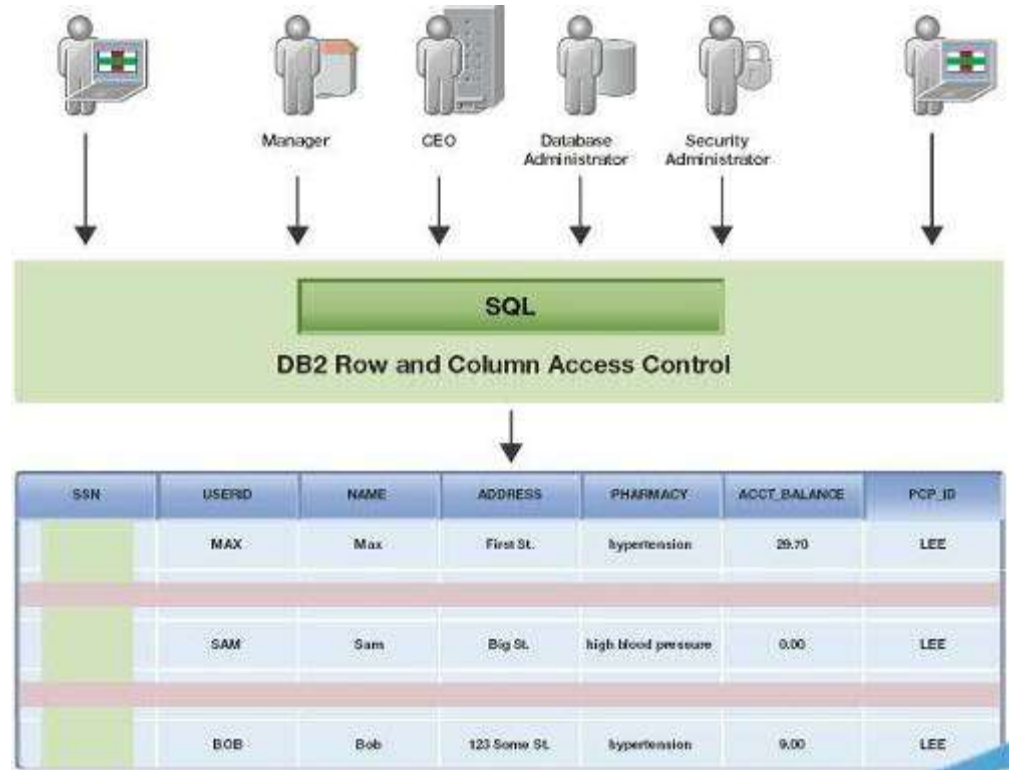 Manager
CEO
Database
Administrator
Security
Administrator
SQL
DB2 Row and Column Access Control
SSN USERID NAME ADDRESS PHARMACY ACCT_BALANCE PCP_ID
MAX Max First St. hypertension 29.70 LEE
SAM Sam Big St. high blood pressure 0.00 LEE
BOB Bob 123 Some St. hypertension 9.00 LEE